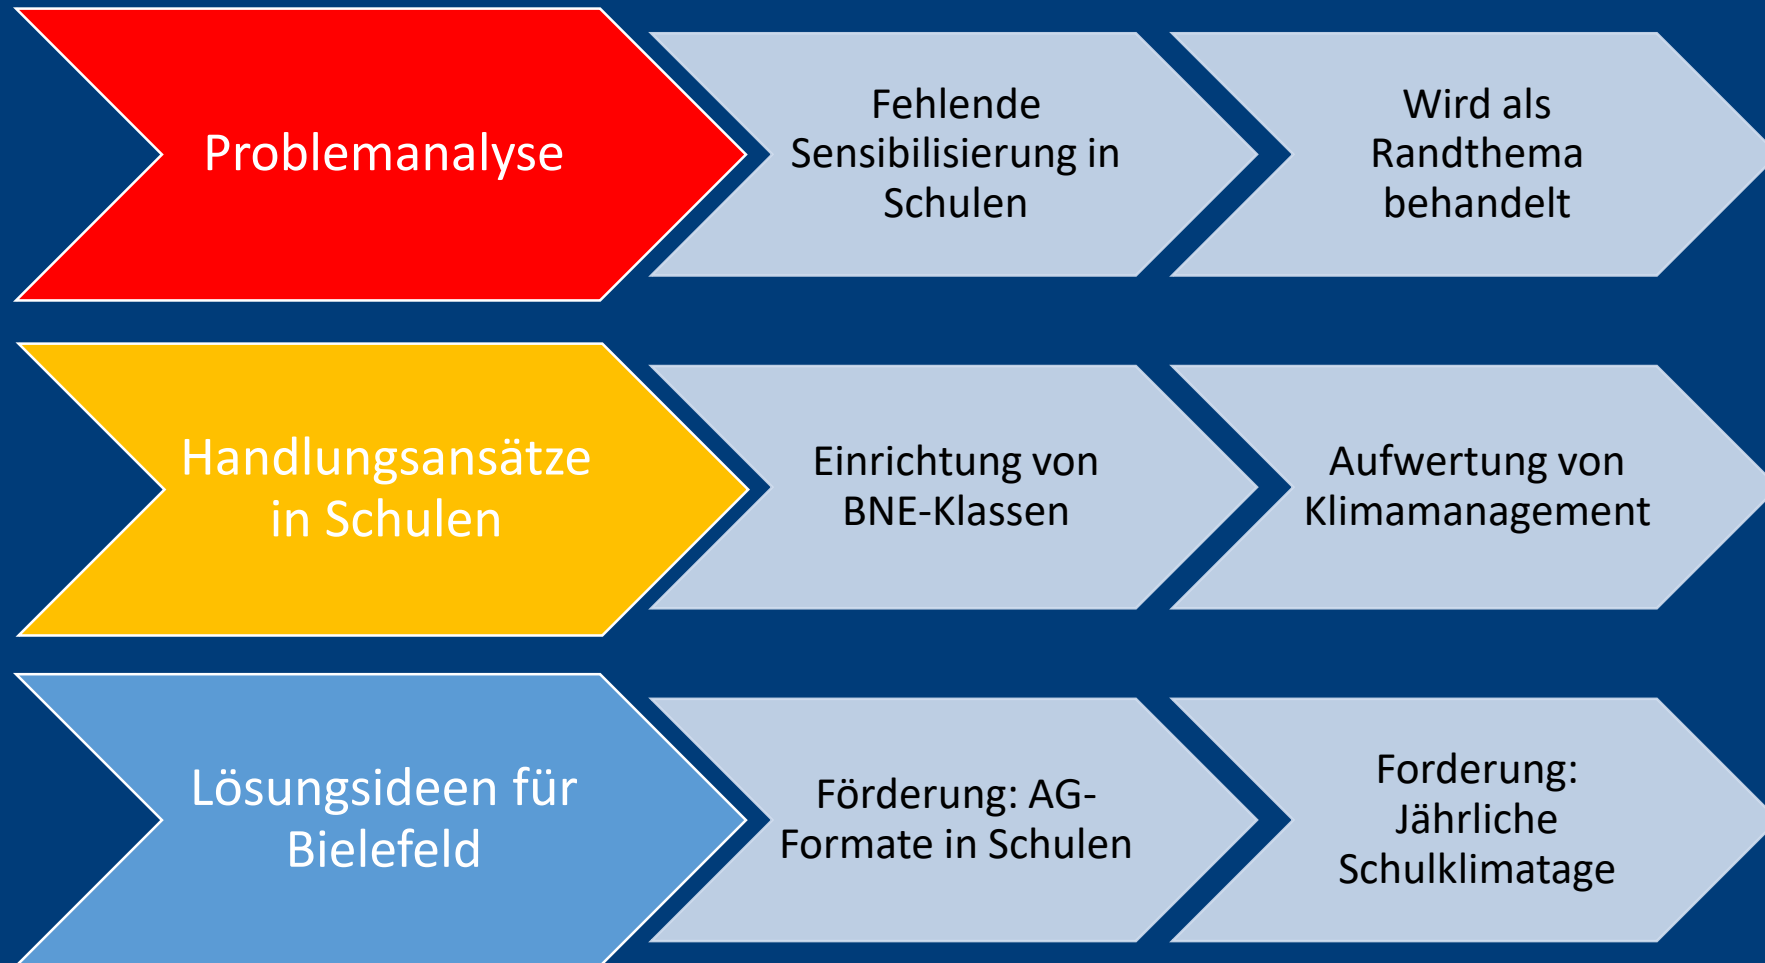 Problemanalyse
Fehlende
Sensibilisierung in
Schulen
Wird als
Randthema
behandelt
Handlungsansätze
in Schulen
Einrichtung von
BNE-Klassen
Aufwertung von
Klimamanagement
Lösungsideen für
Bielefeld
Förderung: AG-
Formate in Schulen
Forderung:
Jährliche
Schulklimatage